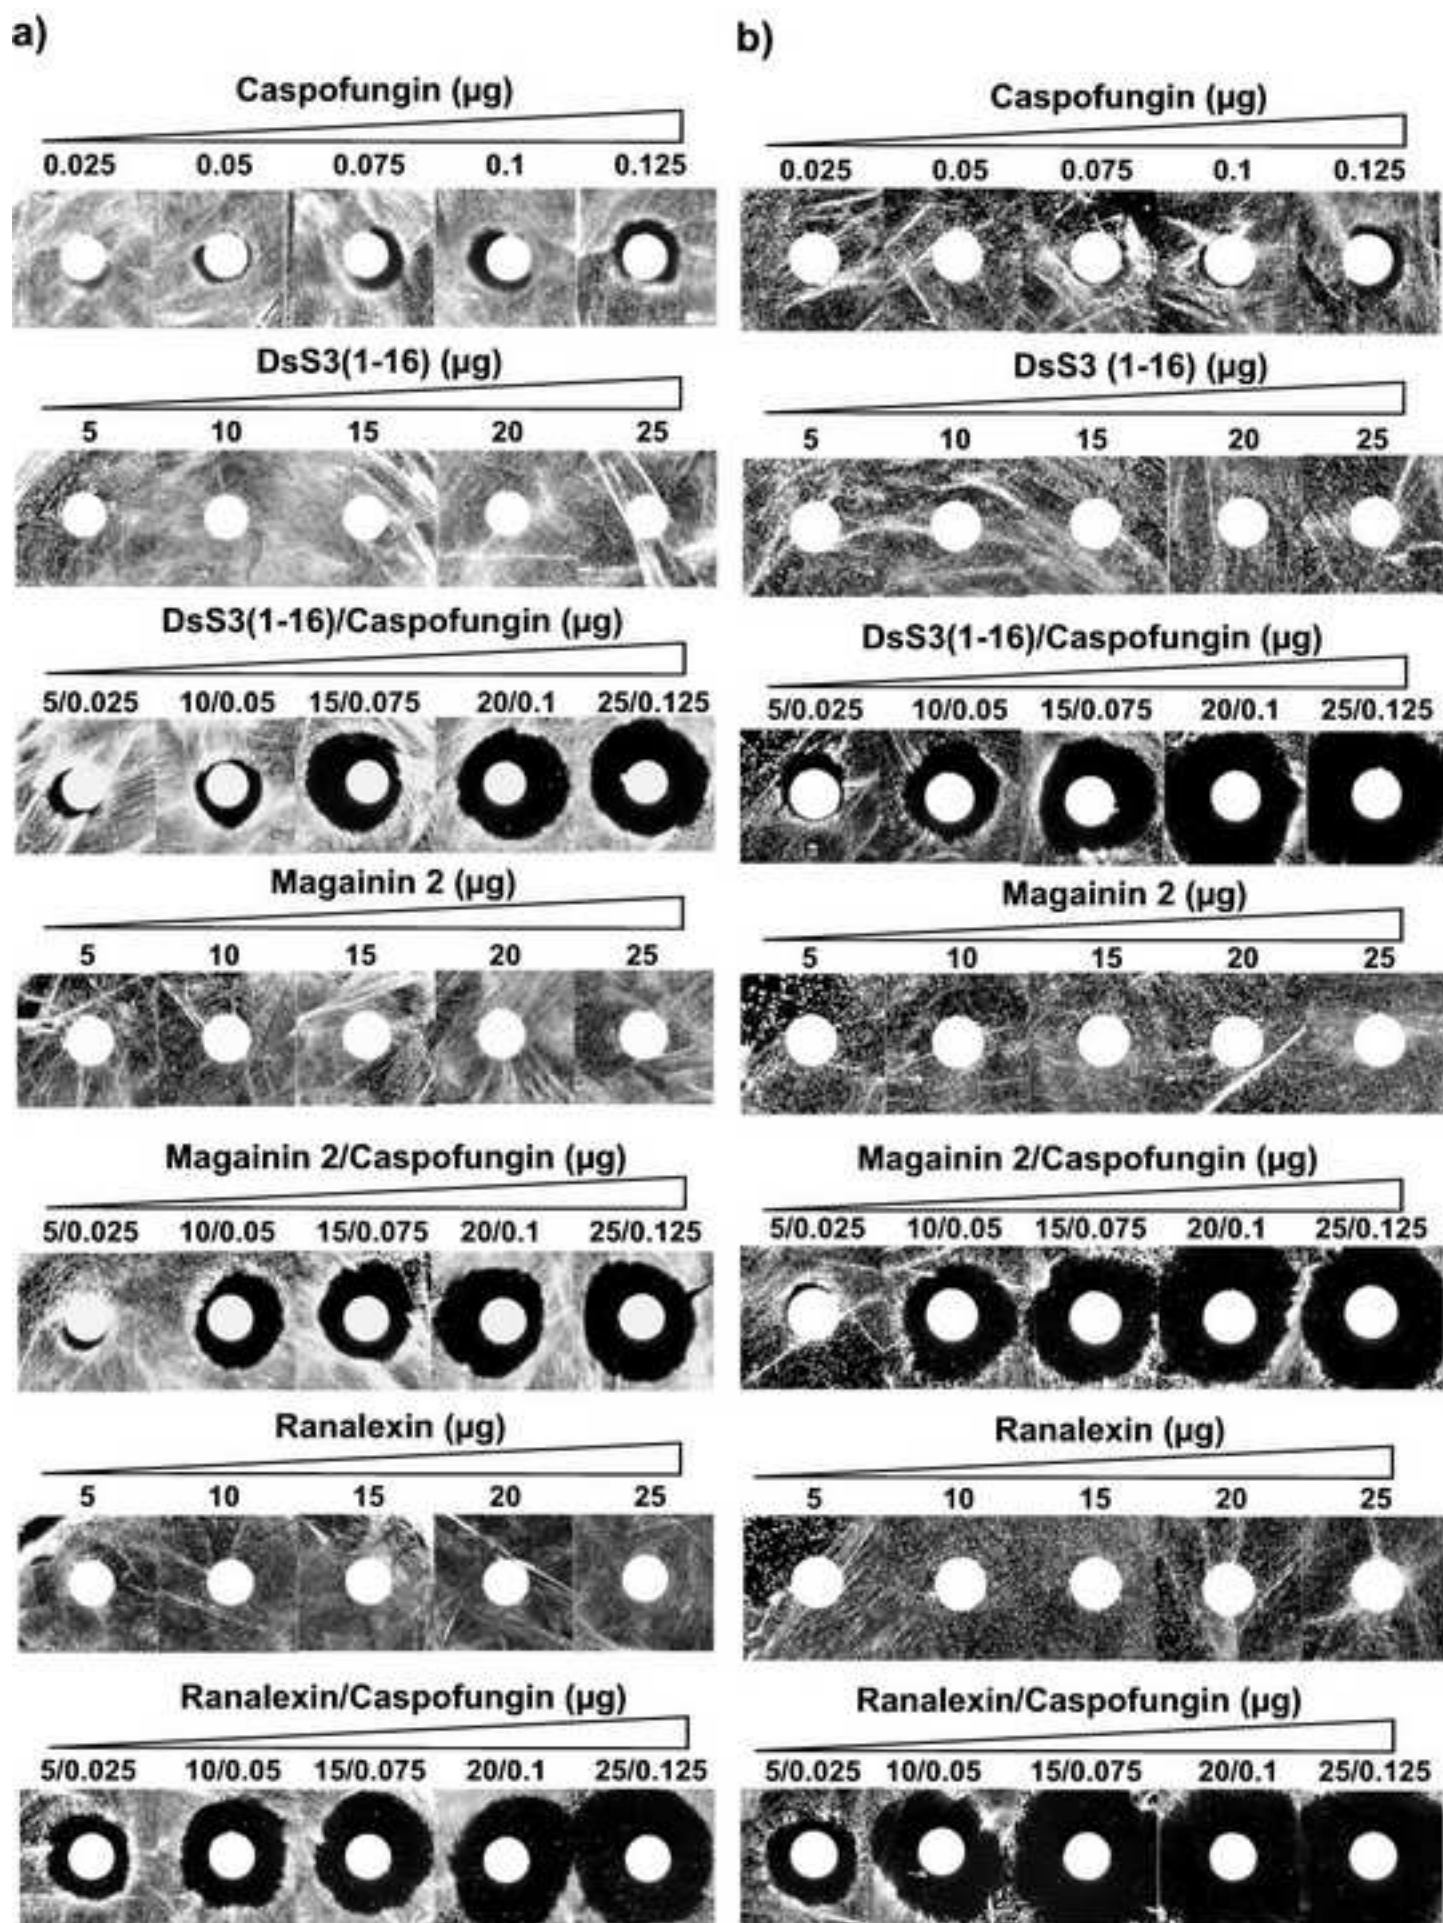 a)
Caspofungin (µg)
0.025 0.05 0.075 0.1 0.125
DsS3(1-16) (µg)
5 10 15 20 25
DsS3(1-16)/Caspofungin (µg)
5/0.025 10/0.05 15/0.075 20/0.1 25/0.125
Magainin 2 (µg)
5 10 15 20 25
Magainin 2/Caspofungin (µg)
5/0.025 10/0.05 15/0.075 20/0.1 25/0.125
Ranalexin (µg)
5 10 15 20 25
Ranalexin/Caspofungin (µg)
5/0.025 10/0.05 15/0.075 20/0.1 25/0.125
b)
Caspofungin (µg)
0.025 0.05 0.075 0.1 0.125
DsS3 (1-16) (µg)
5 10 15 20 25
DsS3(1-16)/Caspofungin (µg)
5/0.025 10/0.05 15/0.075 20/0.1 25/0.125
Magainin 2 (µg)
5 10 15 20 25
Magainin 2/Caspofungin (µg)
5/0.025 10/0.05 15/0.075 20/0.1 25/0.125
Ranalexin (µg)
5 10 15 20 25
Ranalexin/Caspofungin (µg)
5/0.025 10/0.05 15/0.075 20/0.1 25/0.125